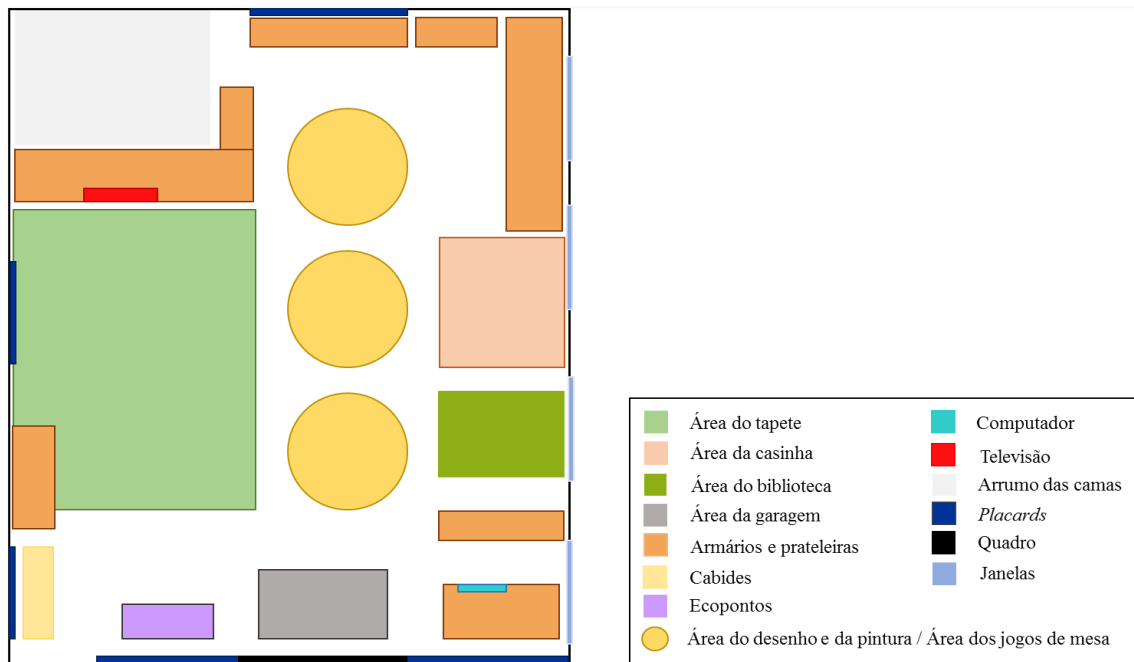 Área do tapete
Área da casinha
Área do biblioteca
Área da garagem
Armários e prateleiras
Cabides
Ecopontos
Área do desenho e da pintura / Área dos jogos de mesa
Computador
Televisão
Arrumo das camas
Placards
Quadro
Janelas